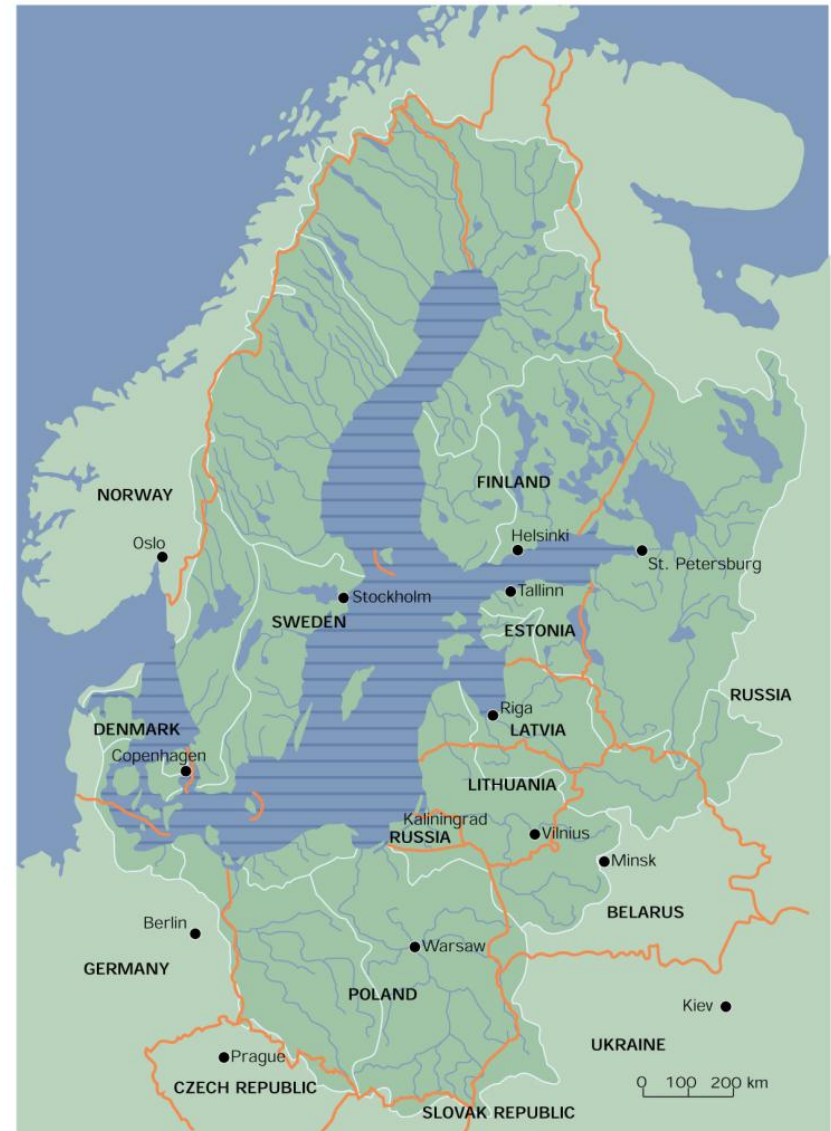 NORWAY
FINLAND
Oslo
Helsinki
St. Petersburg
Stockholm
Tallinn
SWEDEN
ESTONIA
RUSSIA
Riga
DENMARK
LATVIA
Copenhagen
LITHUANIA
Kaliningrad
RUSSIA
Vilnius
Minsk
BELARUS
Berlin
Warsaw
GERMANY
POLAND
Kiev
UKRAINE
Prague
0 100 200 km
CZECH REPUBLIC
SLOVAK REPUBLIC